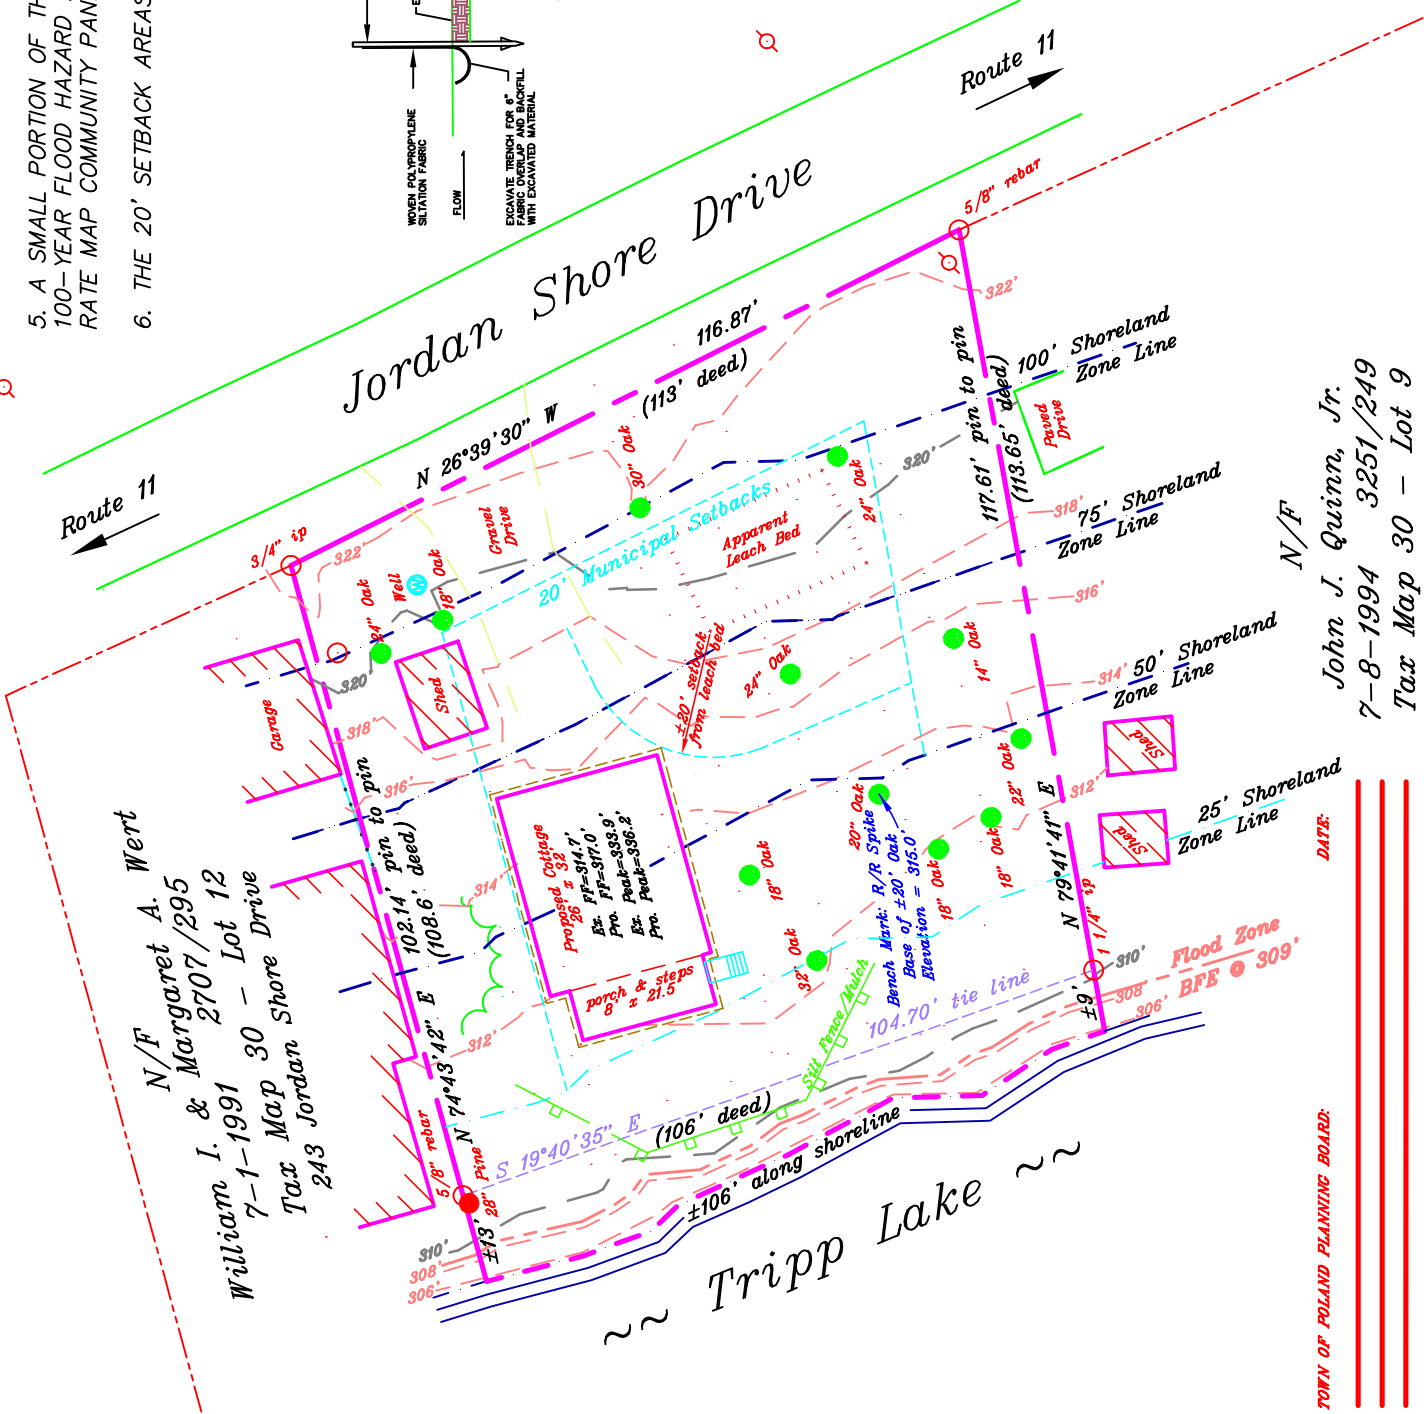 5. A SMALL PORTION OF TH
100-YEAR FLOOD HAZARD
RATE MAP COMMUNITY PAN
6. THE 20' SETBACK AREAS
WOVEN POLYPROPYLENE
SILTATION FABRIC
FLOW
EXCAVATE TRENCH FOR 6"
FABRIC OVERLAP AND BACKFILL
WITH EXCAVATED MATERIAL
Route 11
Jordan Shore Drive
Route 11
5/8" rebar
3/4" ip
N 26°39'30" W
116.87'
(113' deed)
322'
322'
117.61' pin to pin
(113.65' deed)
100' Shoreland
Zone Line
Paved
Drive
30" Oak
Gravel
Drive
24" Oak
Well
W
18" Oak
20' Municipal Setbacks
Apparent
Leach Bed
24" Oak
320'
318'
75' Shoreland
Zone Line
316'
Garage
320'
Shed
318'
±20' setback
from leach bed
24" Oak
14" Oak
314'
50' Shoreland
Zone Line
316'
102.14' pin to pin
(108.6' deed)
314'
Proposed Cottage
26' x 32'
Ex. FF=314.7'
Pro. FF=317.0'
Ex. Peak=333.9'
Pro. Peak=336.2'
porch & steps
8' x 21.5'
18" Oak
32" Oak
20" Oak
Bench Mark: R/R Spike
Base of ±20' Oak
Elevation = 315.0'
18" Oak
18" Oak
22" Oak
312'
Shed
Shed
25' Shoreland
Zone Line
N 79°41'41" E
1 1/4" ip
310'
Flood Zone
BFE @ 309'
308'
306'
±9'
104.70' tie line
Silt Fence/Mulch
312'
N 74°43'42" E
5/8" rebar
28" Pine
S 19°40'35" E
(106' deed)
±106' along shoreline
±13'
310'
308'
306'
~~ Tripp Lake ~~
N/F
William I. & Margaret A. Wert
7-1-1991 2707/295
Tax Map 30 - Lot 12
243 Jordan Shore Drive
N/F
John J. Quinn, Jr.
7-8-1994 3251/249
Tax Map 30 - Lot 9
TOWN OF POLAND PLANNING BOARD:
DATE: